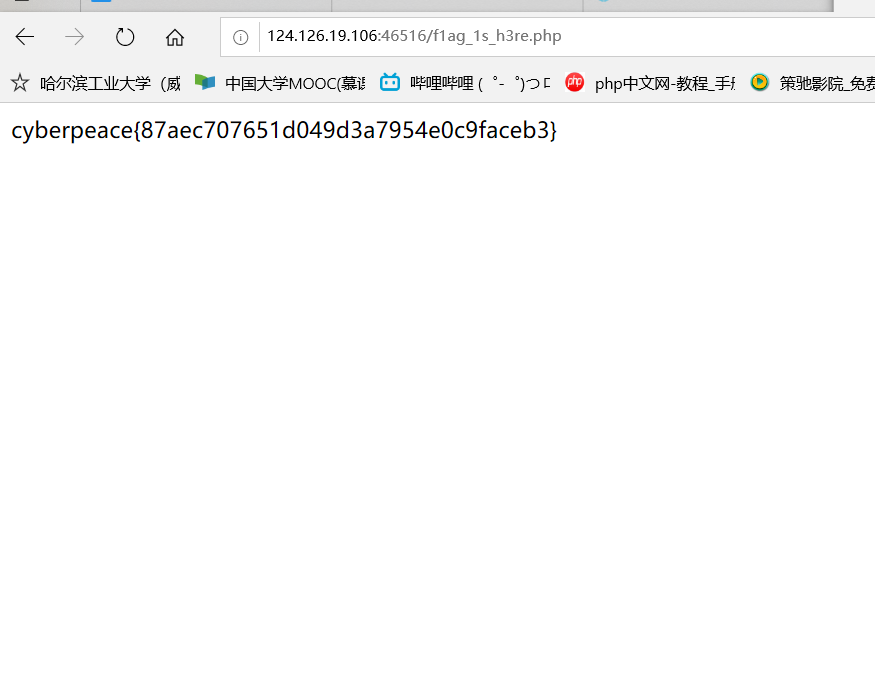 124.126.19.106:46516/f1ag_1s_h3re.php
哈尔滨工业大学（威 中国大学MOOC(慕 哔哩哔哩 ( ゜- ゜)つロ php php中文网-教程_手 策驰影院_免费
cyberpeace{87aec707651d049d3a7954e0c9faceb3}